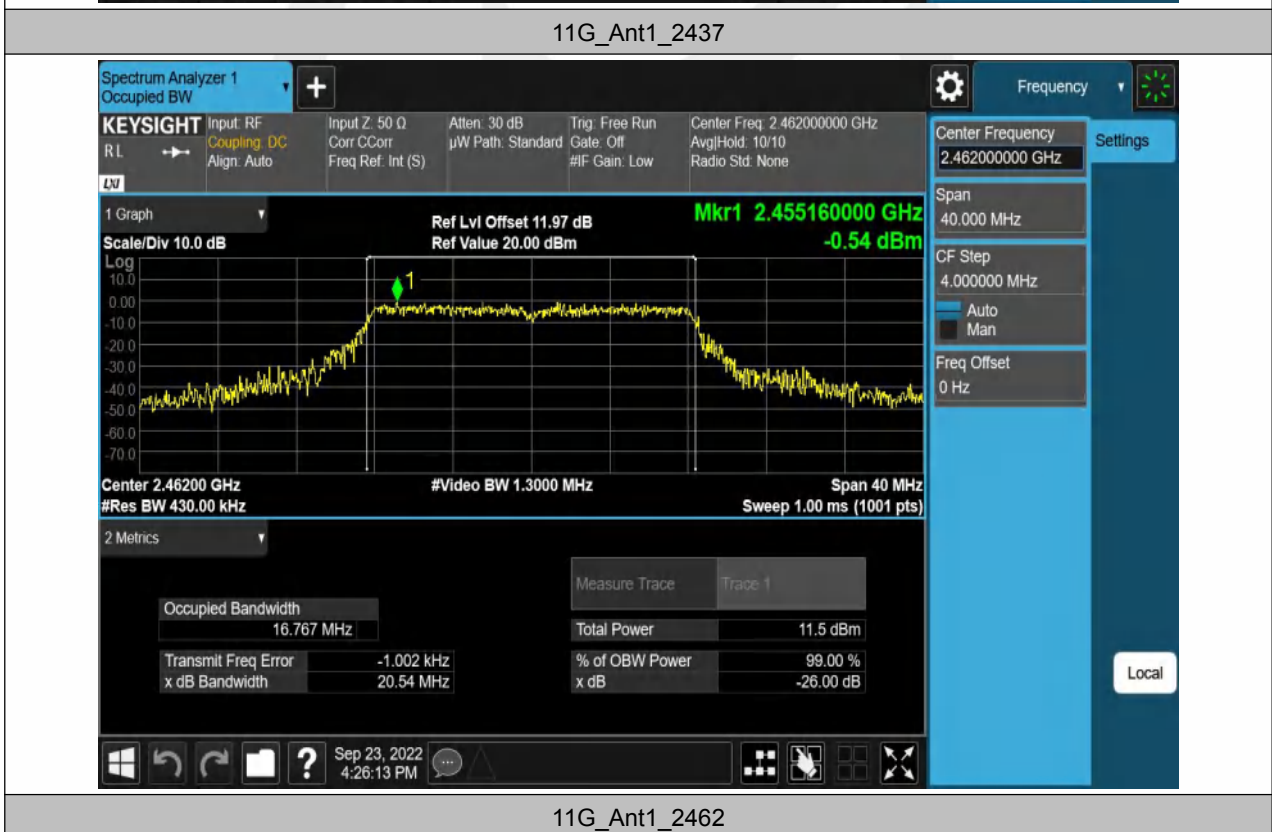 11G_Ant1_2437
Spectrum Analyzer 1
Occupied BW
Frequency
KEYSIGHT
RL
LXI
Input: RF
Coupling: DC
Align: Auto
Input Z: 50 Ω
Corr CCorr
Freq Ref: Int (S)
Atten: 30 dB
µW Path: Standard
Trig: Free Run
Gate: Off
#IF Gain: Low
Center Freq: 2.462000000 GHz
Avg|Hold: 10/10
Radio Std: None
1 Graph
Scale/Div 10.0 dB
Ref Lvl Offset 11.97 dB
Ref Value 20.00 dBm
Mkr1 2.455160000 GHz
-0.54 dBm
Log
10.0
0.00
-10.0
-20.0
-30.0
-40.0
-50.0
-60.0
-70.0
1
Center 2.46200 GHz
#Res BW 430.00 kHz
#Video BW 1.3000 MHz
Span 40 MHz
Sweep 1.00 ms (1001 pts)
2 Metrics
Measure Trace Trace 1
Occupied Bandwidth
16.767 MHz
Total Power 11.5 dBm
Transmit Freq Error -1.002 kHz
% of OBW Power 99.00 %
x dB Bandwidth 20.54 MHz
x dB -26.00 dB
Center Frequency
2.462000000 GHz
Settings
Span
40.000 MHz
CF Step
4.000000 MHz
Auto
Man
Freq Offset
0 Hz
Local
?
Sep 23, 2022
4:26:13 PM
11G_Ant1_2462